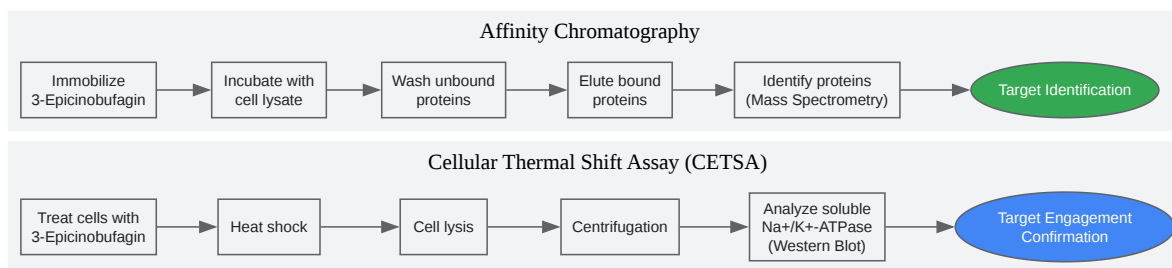 Affinity Chromatography
Immobilize
3-Epicinobufagin
Incubate with
cell lysate
Wash unbound
proteins
Elute bound
proteins
Identify proteins
(Mass Spectrometry)
Target Identification
Cellular Thermal Shift Assay (CETSA)
Treat cells with
3-Epicinobufagin
Heat shock
Cell lysis
Centrifugation
Analyze soluble
Na+/K+-ATPase
(Western Blot)
Target Engagement
Confirmation